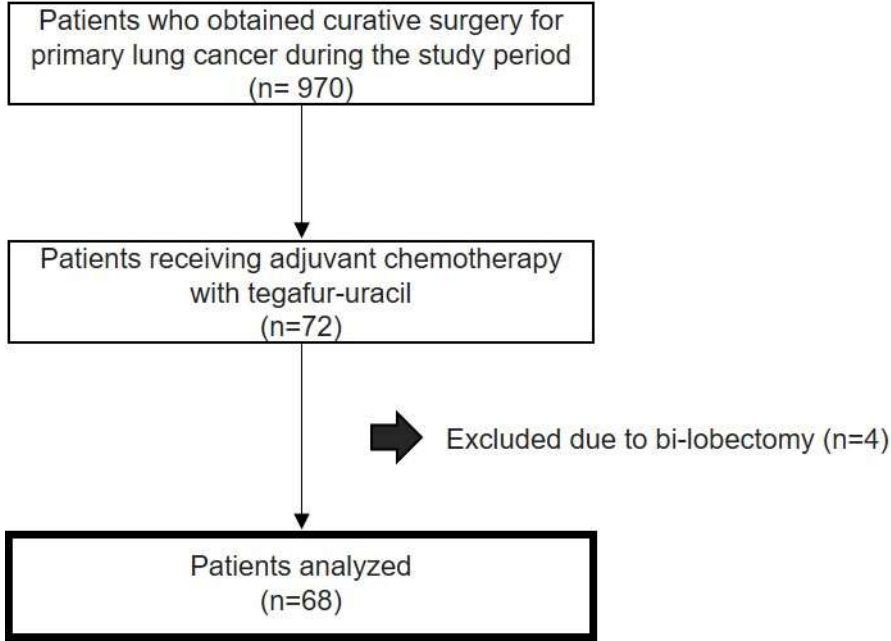 Patients who obtained curative surgery for
primary lung cancer during the study period
(n= 970)
Patients receiving adjuvant chemotherapy
with tegafur-uracil
(n=72)
Excluded due to bi-lobectomy (n=4)
Patients analyzed
(n=68)